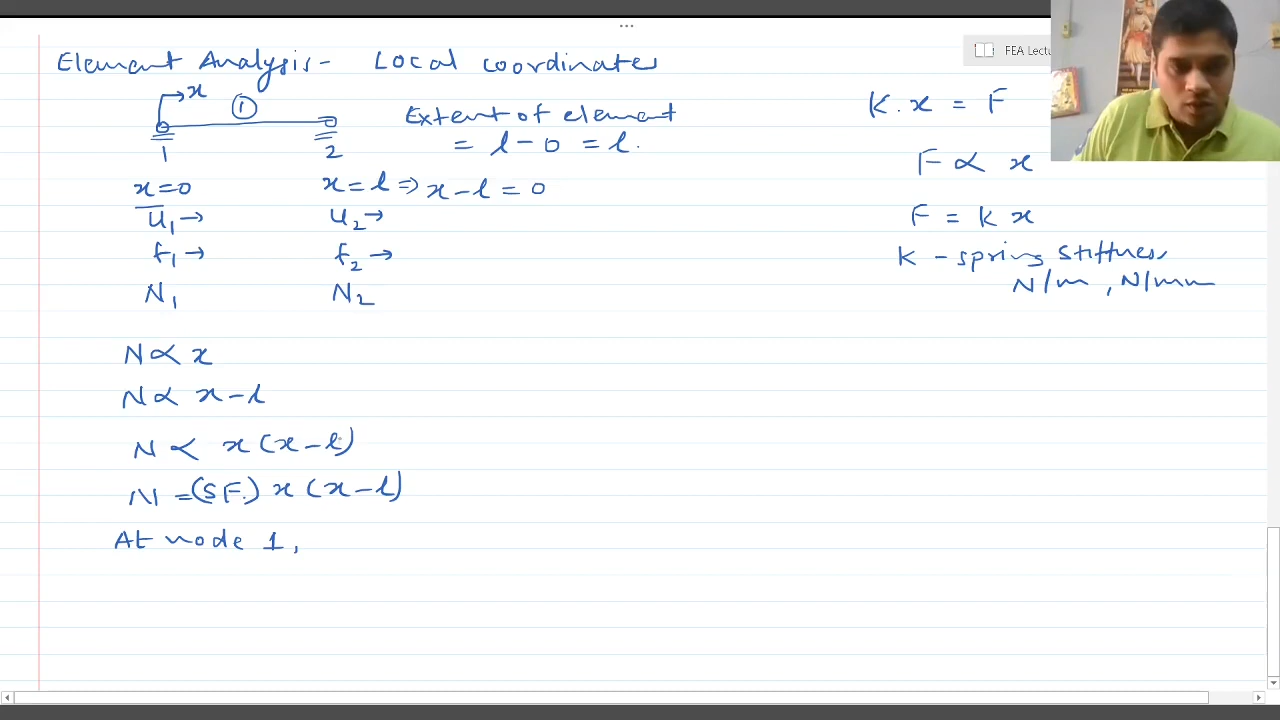 Element Analysis - Local coordinates
x
1
1
2
Extent of element
= l - 0 = l.
x=0
x = l => x - l = 0
u₁ →
u₂ →
f₁ →
f₂ →
N₁
N₂
N ∝ x
N ∝ x - l
N ∝ x (x - l)
N = (S F.) x (x - l)
At node 1,
FEA Lectu
K. x = F
F ∝ x
F = K x
K - spring stiffness
N/m , N/mm